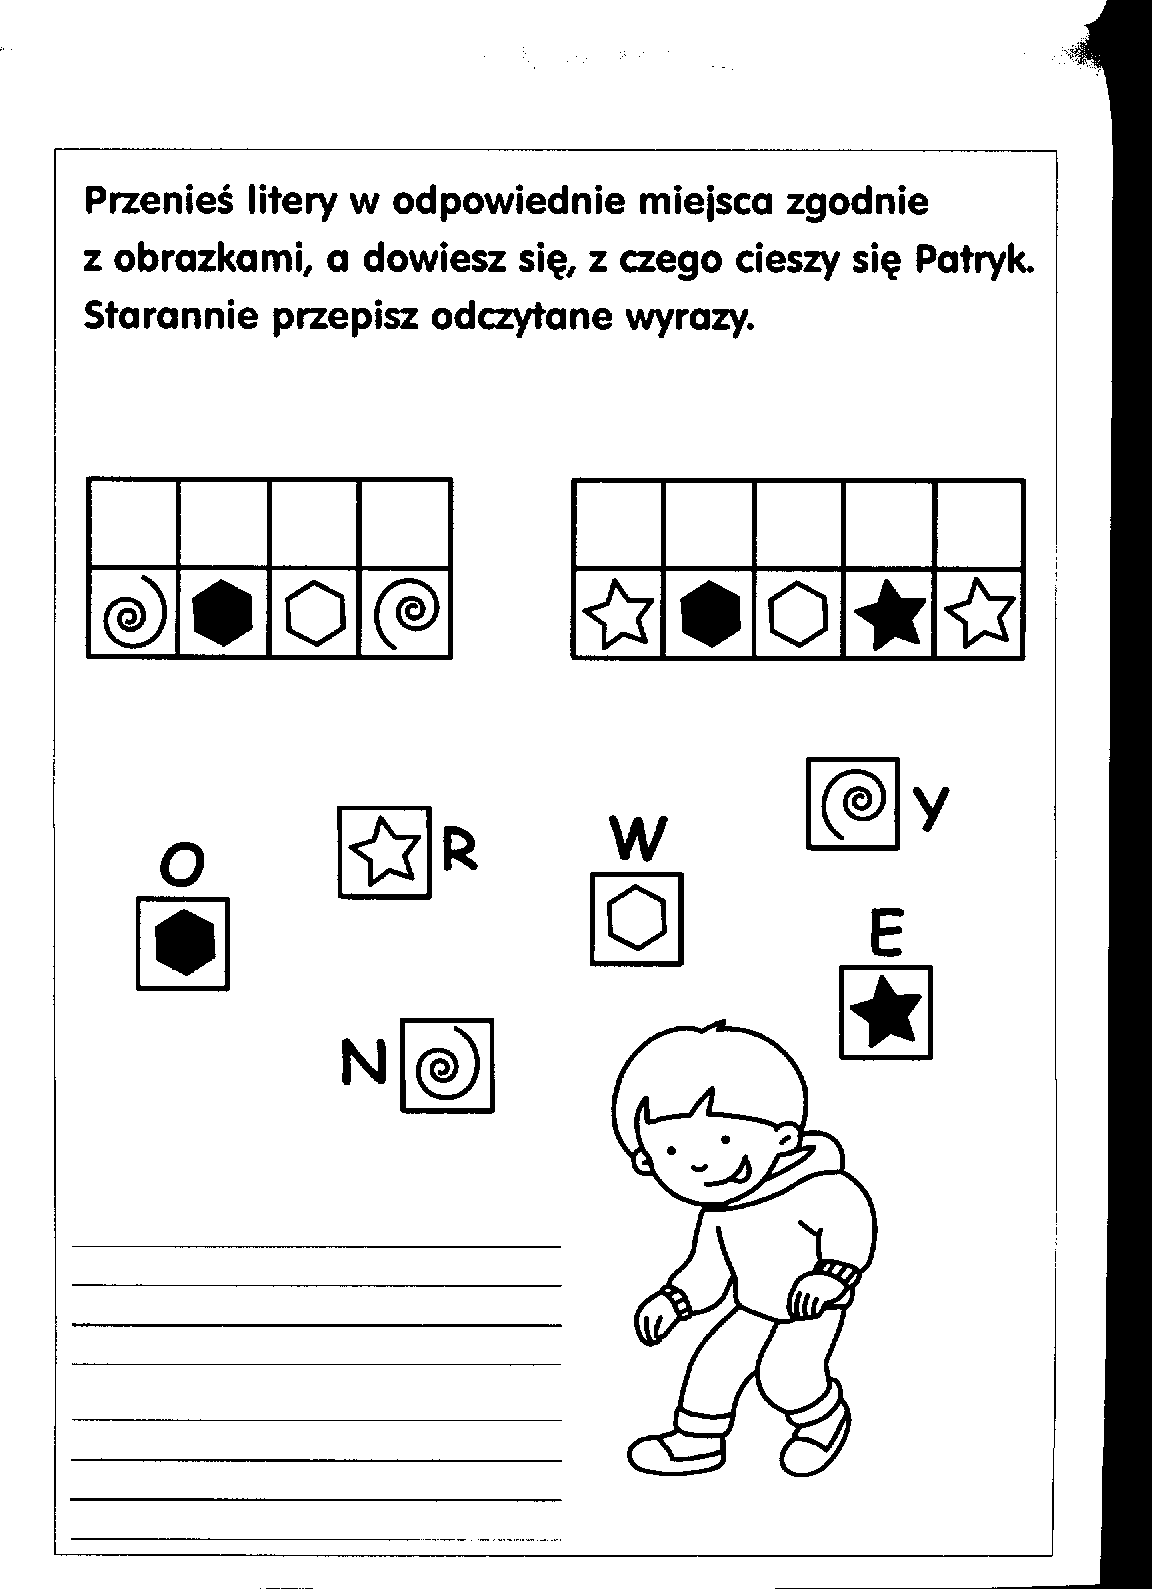 Przenieś litery w odpowiednie miejsca zgodnie
z obrazkami, a dowiesz się, z czego cieszy się Patryk.
Starannie przepisz odczytane wyrazy.
O
R
W
Y
E
N